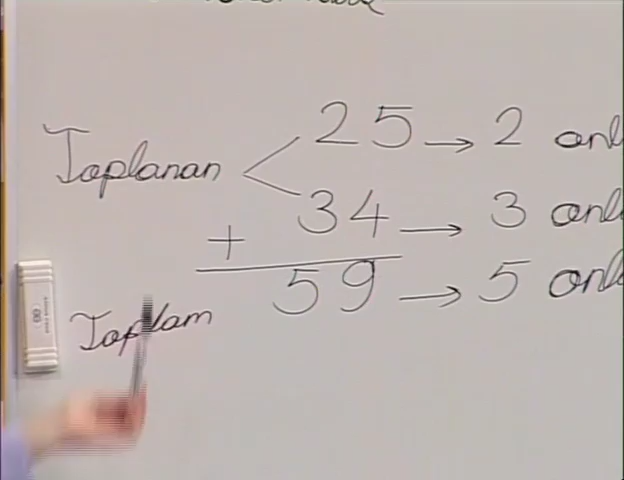 25 → 2 onl
Toplanan
34 → 3 onl
+
59 → 5 onl
Toplam